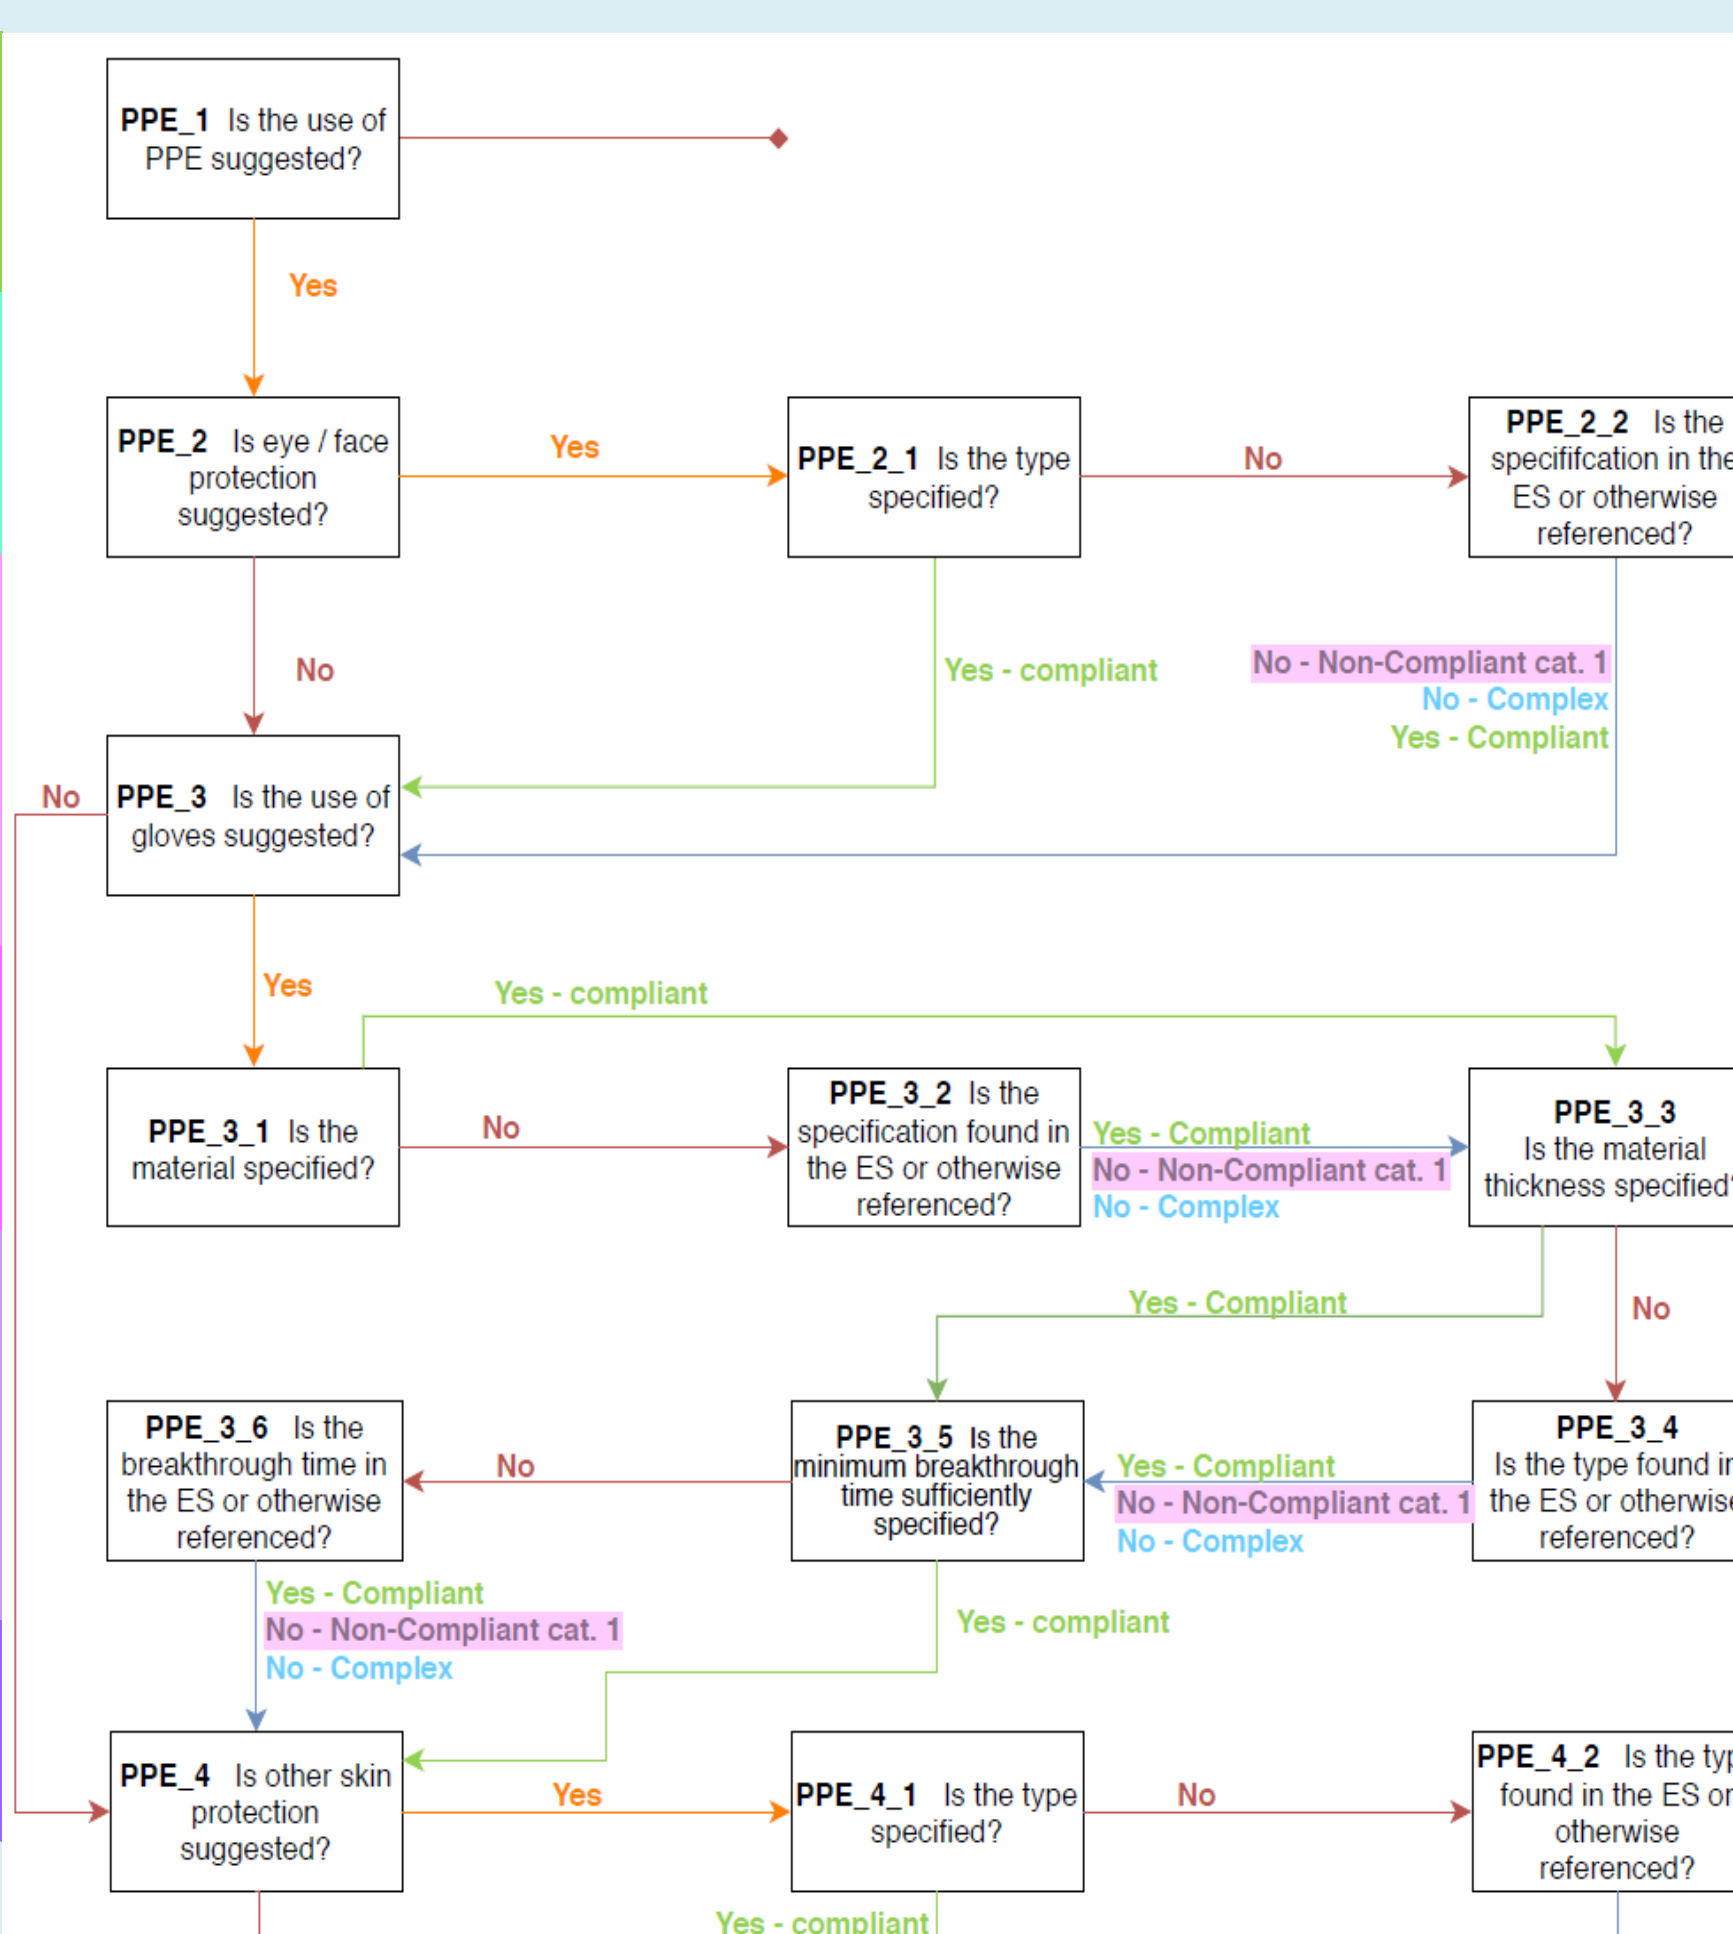 PPE_1 Is the use of
PPE suggested?
Yes
PPE_2 Is eye / face
protection
suggested?
Yes
PPE_2_1 Is the type
specified?
No
PPE_2_2 Is the
specififcation in the
ES or otherwise
referenced?
No
Yes - compliant
No - Non-Compliant cat. 1
No - Complex
Yes - Compliant
No
PPE_3 Is the use of
gloves suggested?
Yes
Yes - compliant
PPE_3_1 Is the
material specified?
No
PPE_3_2 Is the
specification found in
the ES or otherwise
referenced?
Yes - Compliant
No - Non-Compliant cat. 1
No - Complex
PPE_3_3
Is the material
thickness specified?
Yes - Compliant
No
PPE_3_6 Is the
breakthrough time in
the ES or otherwise
referenced?
No
PPE_3_5 Is the
minimum breakthrough
time sufficiently
specified?
Yes - Compliant
No - Non-Compliant cat. 1
No - Complex
PPE_3_4
Is the type found in
the ES or otherwise
referenced?
Yes - Compliant
No - Non-Compliant cat. 1
No - Complex
Yes - compliant
PPE_4 Is other skin
protection
suggested?
Yes
PPE_4_1 Is the type
specified?
No
PPE_4_2 Is the typ
found in the ES or
otherwise
referenced?
Yes - compliant